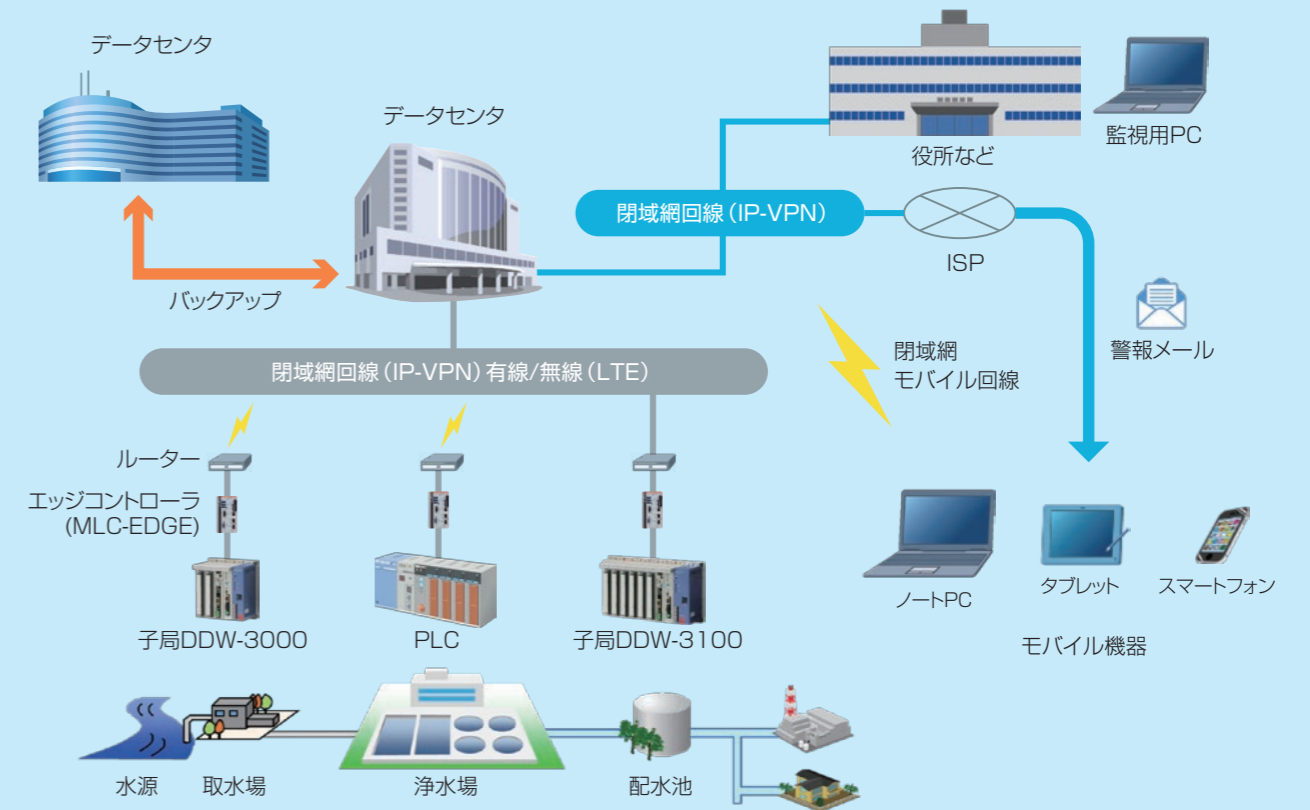 データセンタ
データセンタ
役所など
監視用PC
閉域網回線（IP-VPN）
ISP
バックアップ
警報メール
閉域網
モバイル回線
閉域網回線（IP-VPN）有線/無線（LTE）
ルーター
エッジコントローラ
(MLC-EDGE)
子局DDW-3000
PLC
子局DDW-3100
ノートPC
タブレット
スマートフォン
モバイル機器
水源
取水場
浄水場
配水池